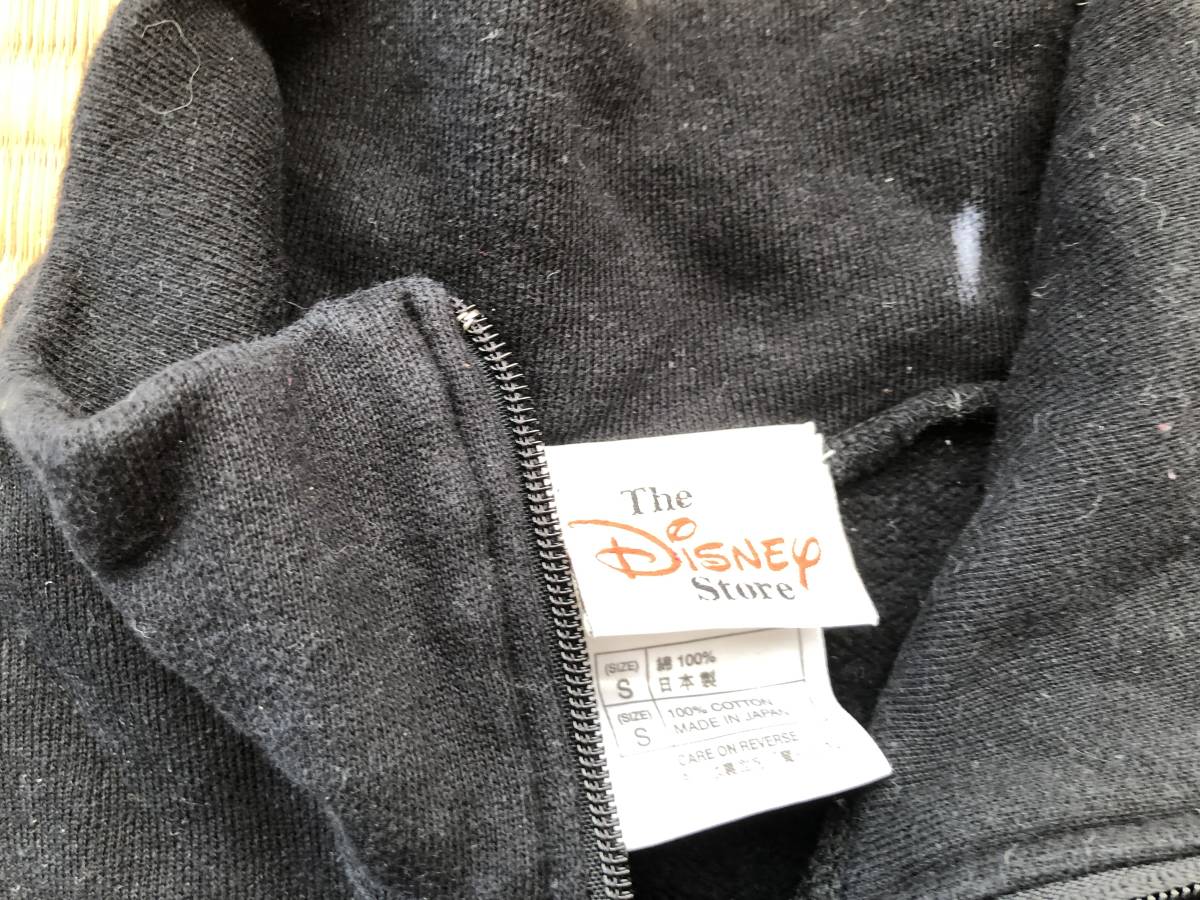 The
Disney
Store
(SIZE)
S
綿 100%
日本製
(SIZE)
S
100% COTTON
MADE IN JAPAN
CARE ON REVERSE